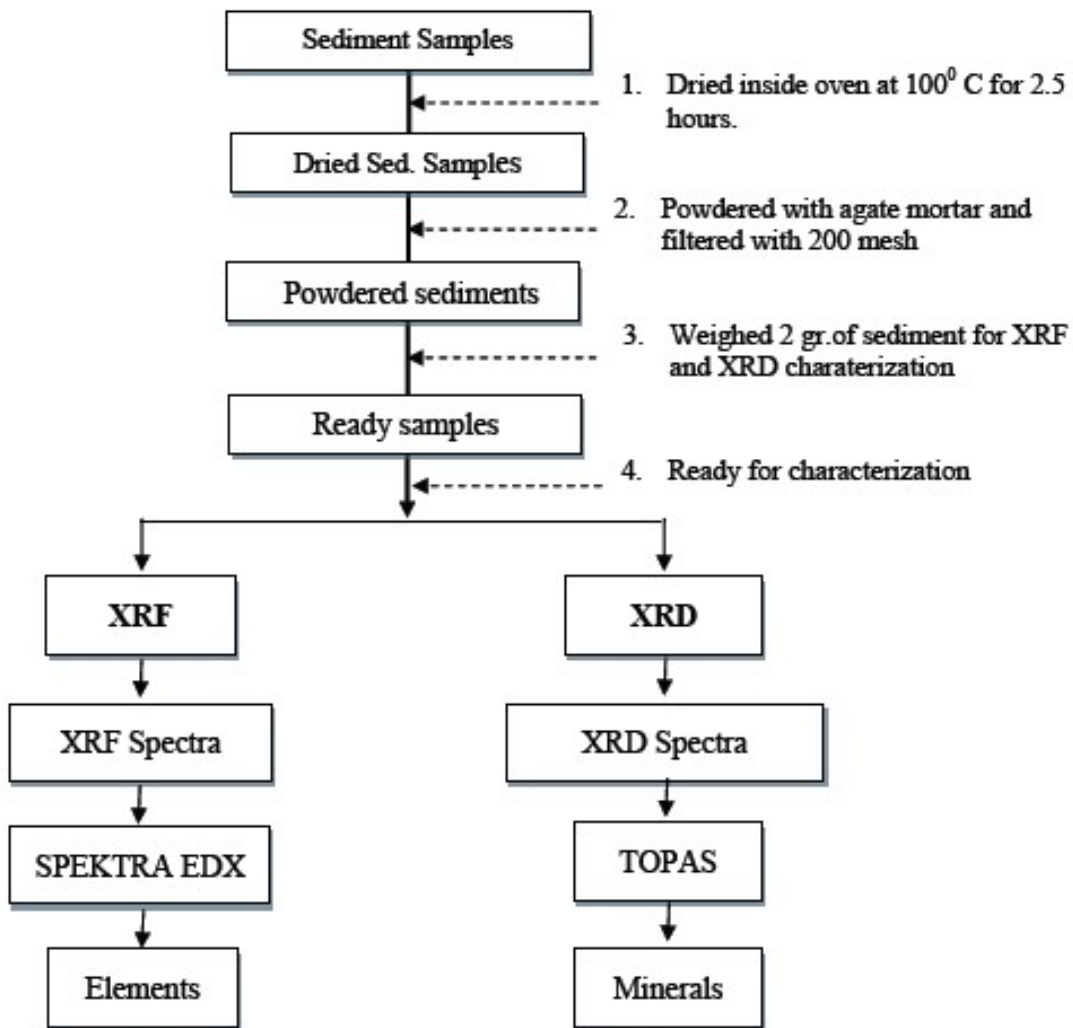 Sediment Samples
1. Dried inside oven at 100⁰ C for 2.5
hours.
Dried Sed. Samples
2. Powdered with agate mortar and
filtered with 200 mesh
Powdered sediments
3. Weighed 2 gr.of sediment for XRF
and XRD charaterization
Ready samples
4. Ready for characterization
XRF
XRD
XRF Spectra
XRD Spectra
SPEKTRA EDX
TOPAS
Elements
Minerals